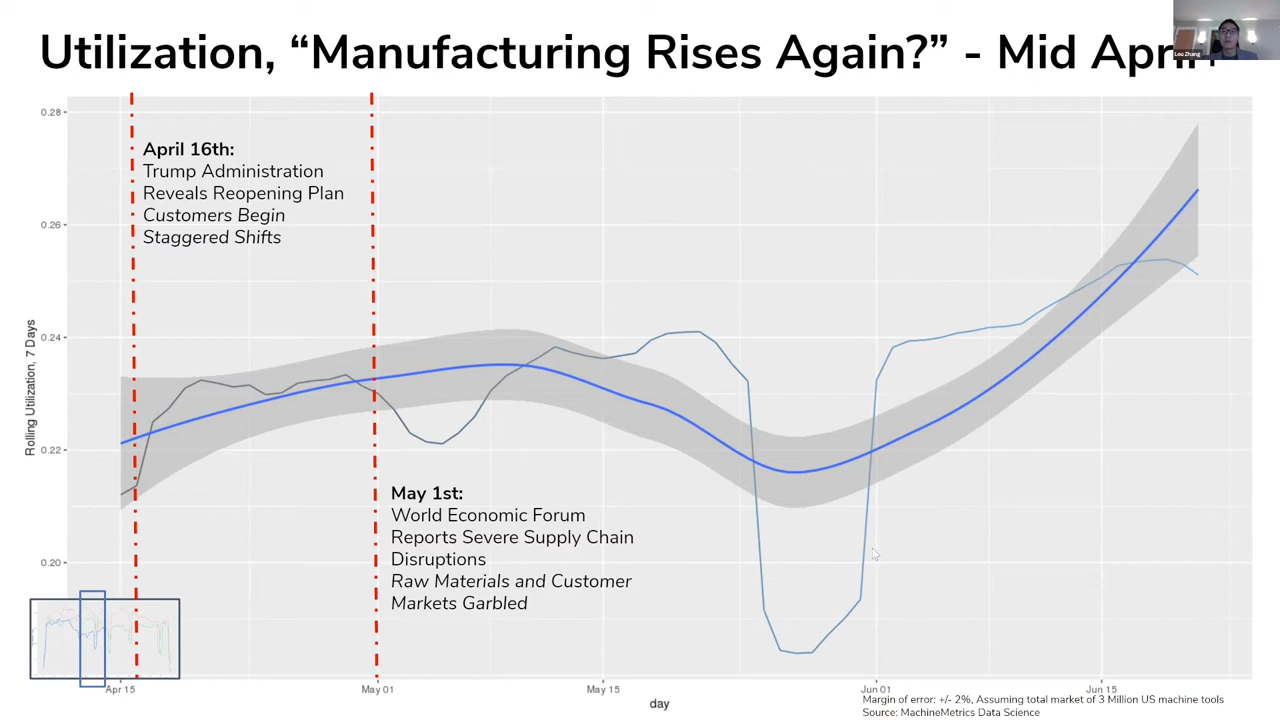 Utilization, “Manufacturing Rises Again?” - Mid April
Lou Zhang
0.28
0.26
0.24
0.22
0.20
Rolling Utilization, 7 Days
April 16th:
Trump Administration
Reveals Reopening Plan
Customers Begin
Staggered Shifts
May 1st:
World Economic Forum
Reports Severe Supply Chain
Disruptions
Raw Materials and Customer
Markets Garbled
Apr 15
May 01
May 15
Jun 01
Jun 15
day
Margin of error: +/- 2%, Assuming total market of 3 Million US machine tools
Source: MachineMetrics Data Science